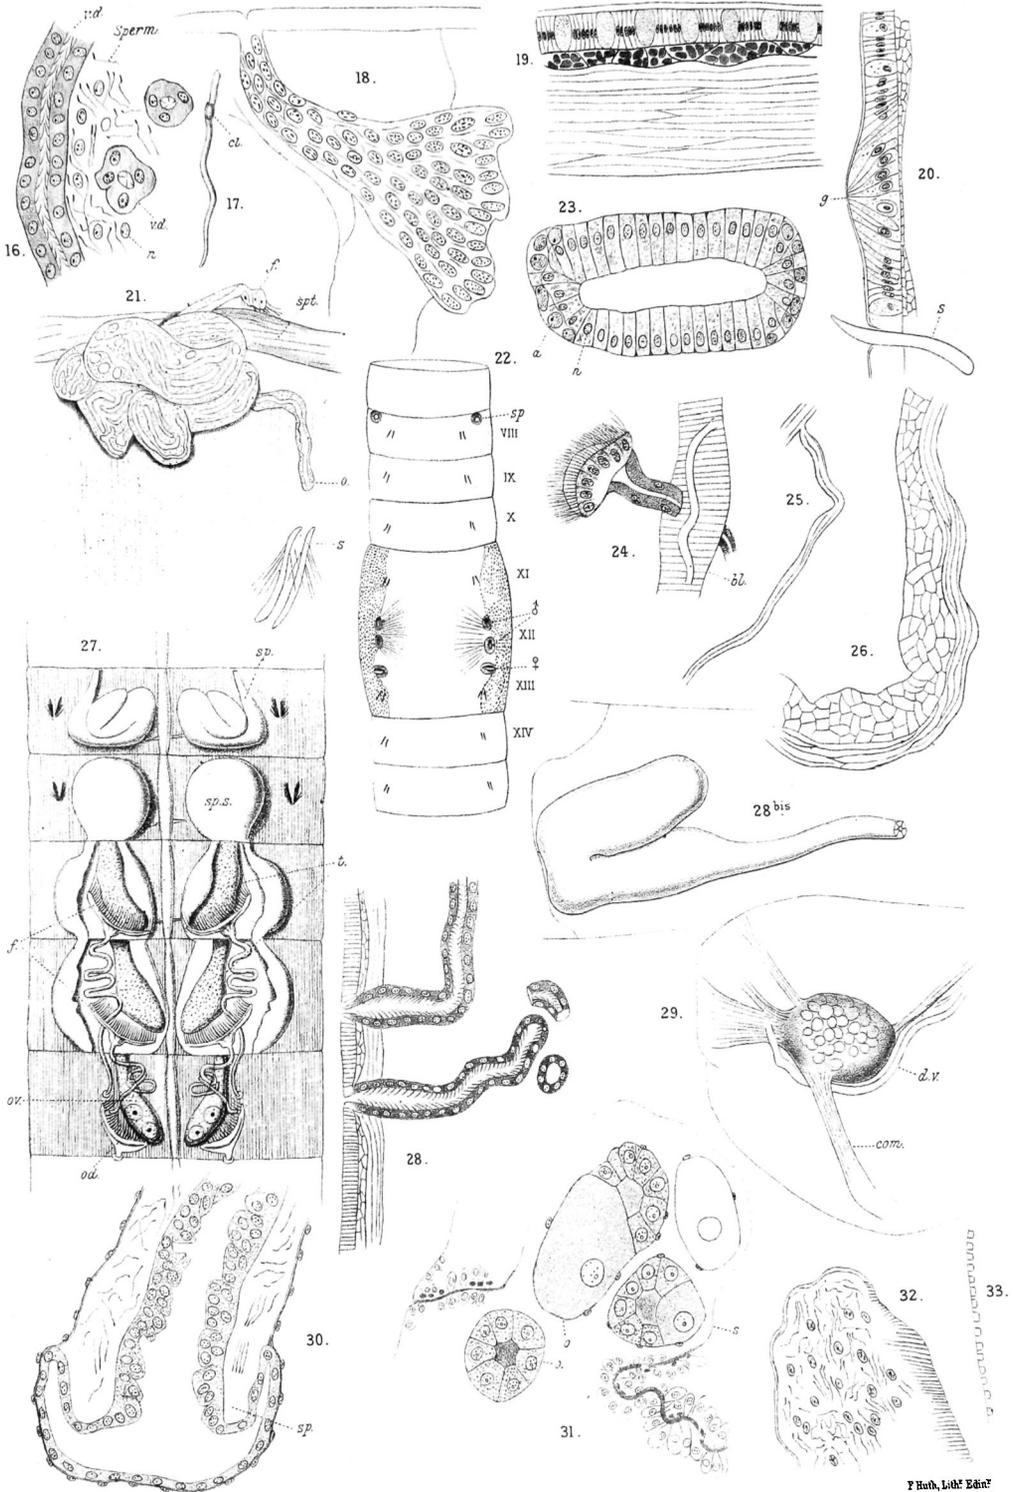 v.d.
Sperm.
18.
19.
cl.
20.
17.
23.
g
v.d.
16.
n
f.
21.
spt.
s
a
n
22.
sp
VIII
IX
o.
X
25.
24.
s
bl.
XI
♂
XII
26.
27.
sp.
♀
XIII
XIV
28 bis
sp.s.
t.
f.
29.
d.v.
ov.
com.
28.
od.
33.
32.
30.
s
o
o.
sp.
31.
F Huth, Lithr Edinr